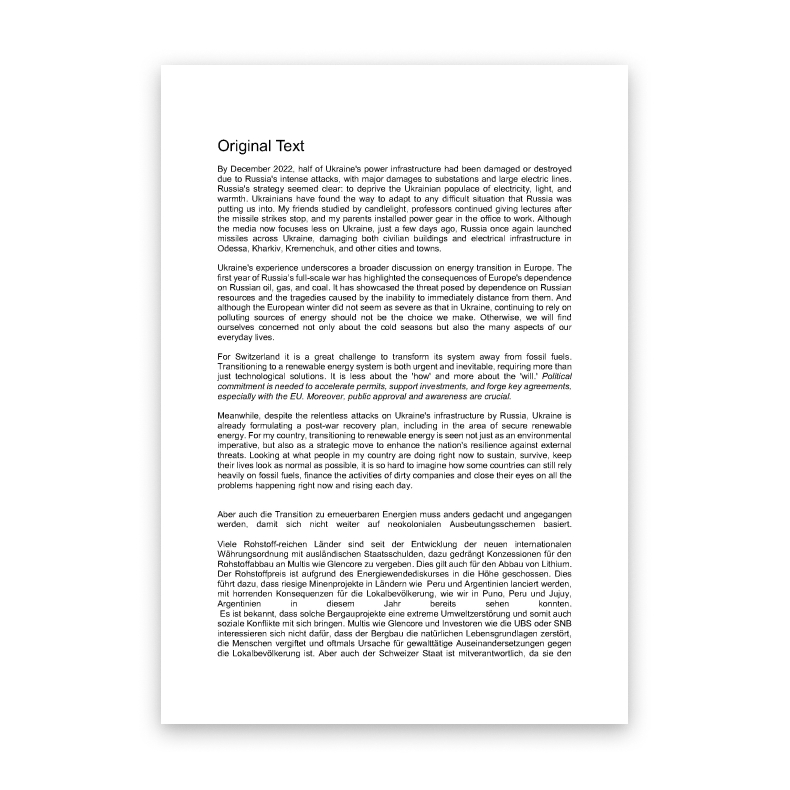 Original Text
By December 2022, half of Ukraine's power infrastructure had been damaged or destroyed
due to Russia's intense attacks, with major damages to substations and large electric lines.
Russia's strategy seemed clear: to deprive the Ukrainian populace of electricity, light, and
warmth. Ukrainians have found the way to adapt to any difficult situation that Russia was
putting us into. My friends studied by candlelight, professors continued giving lectures after
the missile strikes stop, and my parents installed power gear in the office to work. Although
the media now focuses less on Ukraine, just a few days ago, Russia once again launched
missiles across Ukraine, damaging both civilian buildings and electrical infrastructure in
Odessa, Kharkiv, Kremenchuk, and other cities and towns.
Ukraine's experience underscores a broader discussion on energy transition in Europe. The
first year of Russia's full-scale war has highlighted the consequences of Europe's dependence
on Russian oil, gas, and coal. It has showcased the threat posed by dependence on Russian
resources and the tragedies caused by the inability to immediately distance from them. And
although the European winter did not seem as severe as that in Ukraine, continuing to rely on
polluting sources of energy should not be the choice we make. Otherwise, we will find
ourselves concerned not only about the cold seasons but also the many aspects of our
everyday lives.
For Switzerland it is a great challenge to transform its system away from fossil fuels.
Transitioning to a renewable energy system is both urgent and inevitable, requiring more than
just technological solutions. It is less about the 'how' and more about the 'will.' Political
commitment is needed to accelerate permits, support investments, and forge key agreements,
especially with the EU. Moreover, public approval and awareness are crucial.
Meanwhile, despite the relentless attacks on Ukraine's infrastructure by Russia, Ukraine is
already formulating a post-war recovery plan, including in the area of secure renewable
energy. For my country, transitioning to renewable energy is seen not just as an environmental
imperative, but also as a strategic move to enhance the nation's resilience against external
threats. Looking at what people in my country are doing right now to sustain, survive, keep
their lives look as normal as possible, it is so hard to imagine how some countries can still rely
heavily on fossil fuels, finance the activities of dirty companies and close their eyes on all the
problems happening right now and rising each day.
Aber auch die Transition zu erneuerbaren Energien muss anders gedacht und angegangen
werden, damit sich nicht weiter auf neokolonialen Ausbeutungsschemen basiert.
Viele Rohstoff-reichen Länder sind seit der Entwicklung der neuen internationalen
Währungsordnung mit ausländischen Staatsschulden, dazu gedrängt Konzessionen für den
Rohstoffabbau an Multis wie Glencore zu vergeben. Dies gilt auch für den Abbau von Lithium.
Der Rohstoffpreis ist aufgrund des Energiewendediskurses in die Höhe geschossen. Dies
führt dazu, dass riesige Minenprojekte in Ländern wie Peru und Argentinien lanciert werden,
mit horrenden Konsequenzen für die Lokalbevölkerung, wie wir in Puno, Peru und Jujuy,
Argentinien in diesem Jahr bereits sehen konnten.
Es ist bekannt, dass solche Bergauprojekte eine extreme Umweltzerstörung und somit auch
soziale Konflikte mit sich bringen. Multis wie Glencore und Investoren wie die UBS oder SNB
interessieren sich nicht dafür, dass der Bergbau die natürlichen Lebensgrundlagen zerstört,
die Menschen vergiftet und oftmals Ursache für gewalttätige Auseinandersetzungen gegen
die Lokalbevölkerung ist. Aber auch der Schweizer Staat ist mitverantwortlich, da sie den